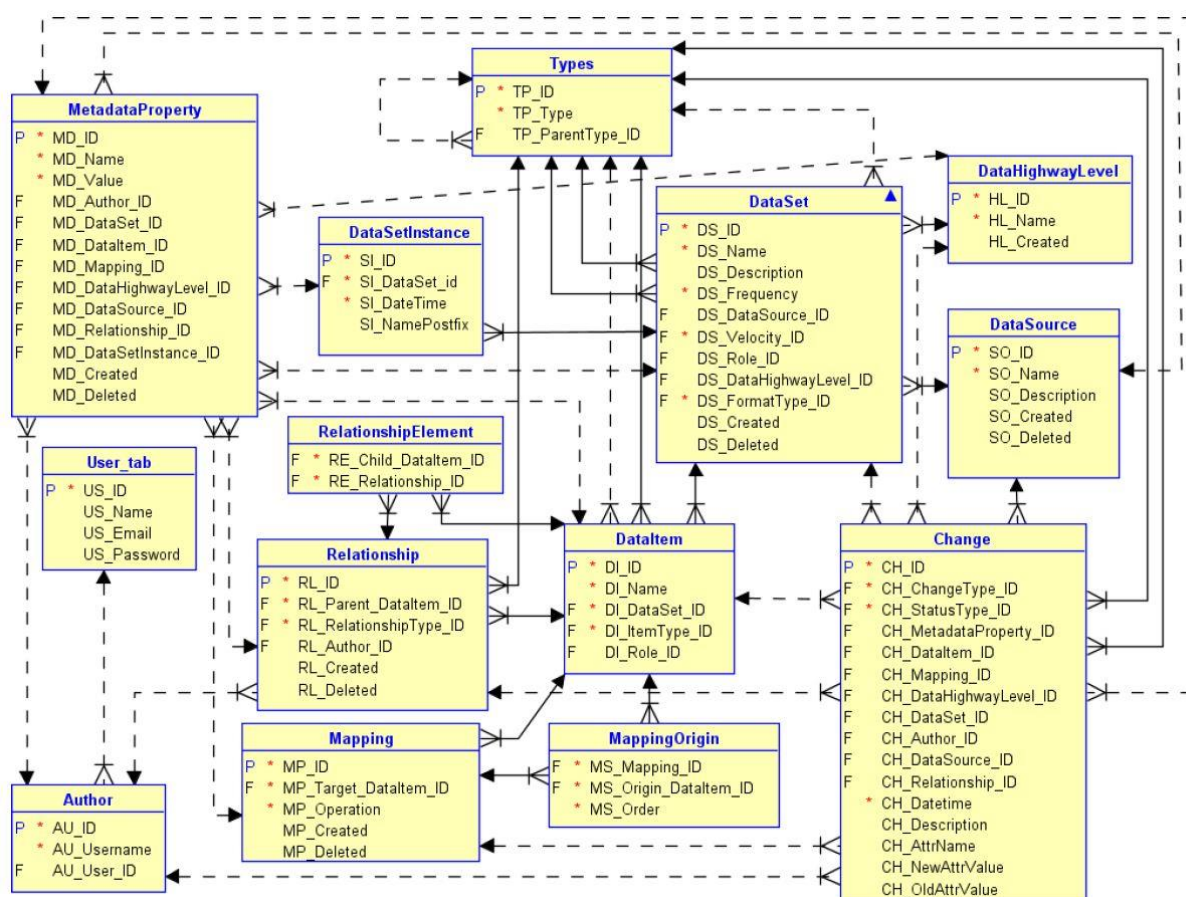 Types
P * TP_ID
* TP_Type
F TP_ParentType_ID
MetadataProperty
P * MD_ID
* MD_Name
* MD_Value
F MD_Author_ID
F MD_DataSet_ID
F MD_DataItem_ID
F MD_Mapping_ID
F MD_DataHighwayLevel_ID
F MD_DataSource_ID
F MD_Relationship_ID
F MD_DataSetInstance_ID
MD_Created
MD_Deleted
DataHighwayLevel
P * HL_ID
* HL_Name
HL_Created
DataSet
P * DS_ID
* DS_Name
DS_Description
* DS_Frequency
F DS_DataSource_ID
F * DS_Velocity_ID
F DS_Role_ID
F DS_DataHighwayLevel_ID
F * DS_FormatType_ID
DS_Created
DS_Deleted
DataSetInstance
P * SI_ID
F * SI_DataSet_id
* SI_DateTime
SI_NamePostfix
DataSource
P * SO_ID
* SO_Name
SO_Description
SO_Created
SO_Deleted
RelationshipElement
F * RE_Child_DataItem_ID
F * RE_Relationship_ID
User_tab
P * US_ID
US_Name
US_Email
US_Password
Relationship
P * RL_ID
F * RL_Parent_DataItem_ID
F * RL_RelationshipType_ID
F RL_Author_ID
RL_Created
RL_Deleted
DataItem
P * DI_ID
* DI_Name
F * DI_DataSet_ID
F * DI_ItemType_ID
F DI_Role_ID
Change
P * CH_ID
F * CH_ChangeType_ID
F * CH_StatusType_ID
F CH_MetadataProperty_ID
F CH_DataItem_ID
F CH_Mapping_ID
F CH_DataHighwayLevel_ID
F CH_DataSet_ID
F CH_Author_ID
F CH_DataSource_ID
F CH_Relationship_ID
* CH_Datetime
CH_Description
CH_AttrName
CH_NewAttrValue
CH_OldAttrValue
Mapping
P * MP_ID
F * MP_Target_DataItem_ID
* MP_Operation
MP_Created
MP_Deleted
MappingOrigin
F * MS_Mapping_ID
F * MS_Origin_DataItem_ID
* MS_Order
Author
P * AU_ID
* AU_Username
F AU_User_ID